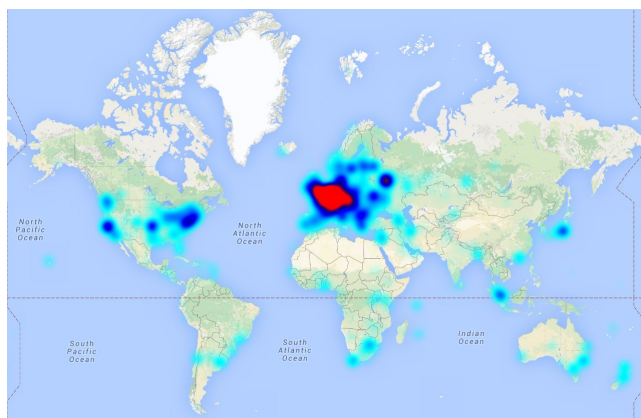 North
Pacific
Ocean
North
Atlantic
Ocean
South
Pacific
Ocean
South
Atlantic
Ocean
Indian
Ocean